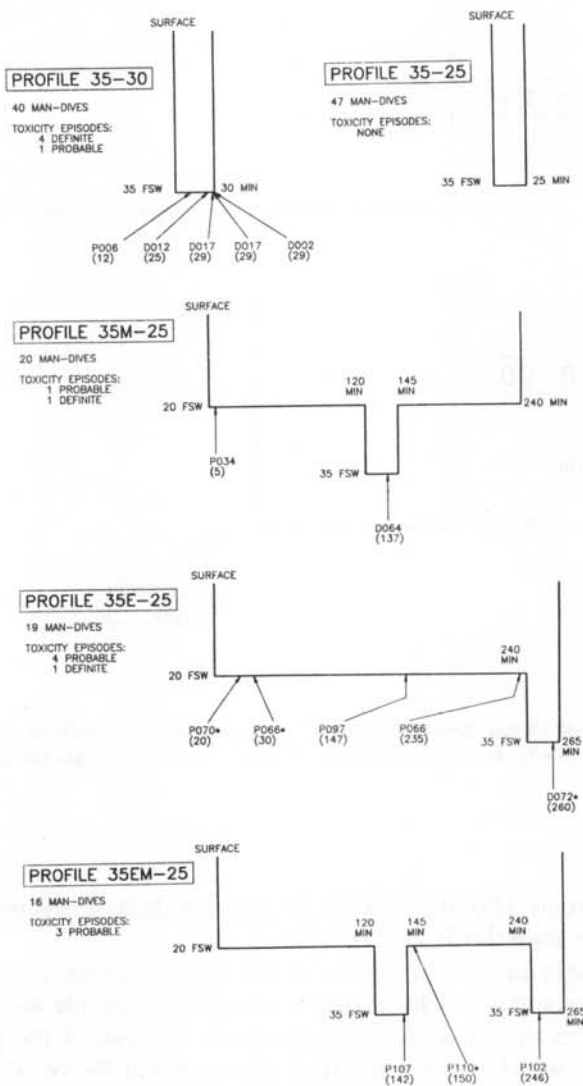 SURFACE
PROFILE 35-30
40 MAN-DIVES
TOXICITY EPISODES:
4 DEFINITE
1 PROBABLE
35 FSW
30 MIN
P006
(12)
D012
(25)
D017
(29)
D017
(29)
D002
(29)
SURFACE
PROFILE 35-25
47 MAN-DIVES
TOXICITY EPISODES:
NONE
35 FSW
25 MIN
SURFACE
PROFILE 35M-25
20 MAN-DIVES
TOXICITY EPISODES:
1 PROBABLE
1 DEFINITE
120
MIN
145
MIN
20 FSW
240 MIN
P034
(5)
35 FSW
D064
(137)
SURFACE
PROFILE 35E-25
19 MAN-DIVES
TOXICITY EPISODES:
4 PROBABLE
1 DEFINITE
240
MIN
20 FSW
P070*
(20)
P066*
(30)
P097
(147)
P066
(235)
35 FSW
265
MIN
D072*
(260)
SURFACE
PROFILE 35EM-25
16 MAN-DIVES
TOXICITY EPISODES:
3 PROBABLE
120
MIN
145
MIN
240
MIN
20 FSW
35 FSW
35 FSW
265
MIN
P107
(142)
P110*
(150)
P102
(246)